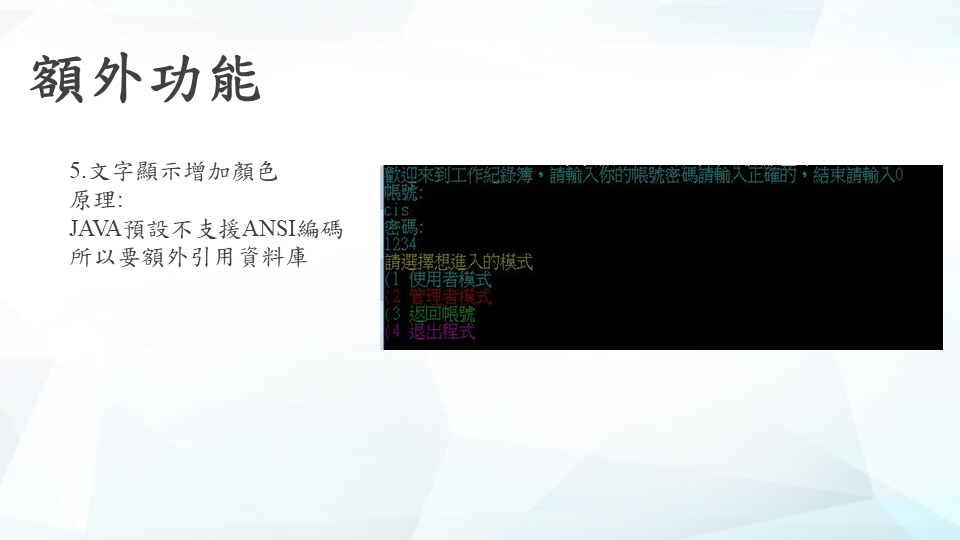 額外功能
5.文字顯示增加顏色
原理:
JAVA預設不支援ANSI編碼
所以要額外引用資料庫
歡迎來到工作紀錄簿，請輸入你的帳號密碼請輸入正確的，結束請輸入0
帳號:
cis
密碼:
1234
請選擇想進入的模式
(1 使用者模式
(2 管理者模式
(3 返回帳號
(4 退出程式